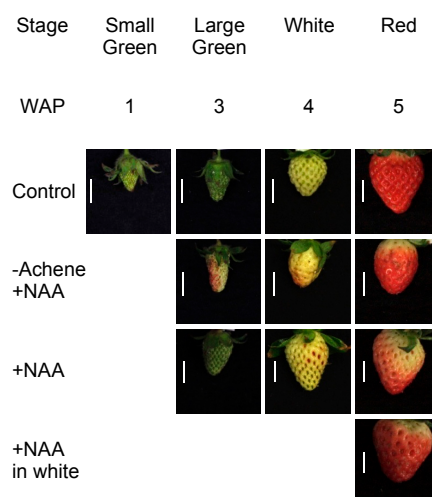 Stage Small Green Large Green White Red
WAP 1 3 4 5
Control
-Achene
+NAA
+NAA
+NAA
in white